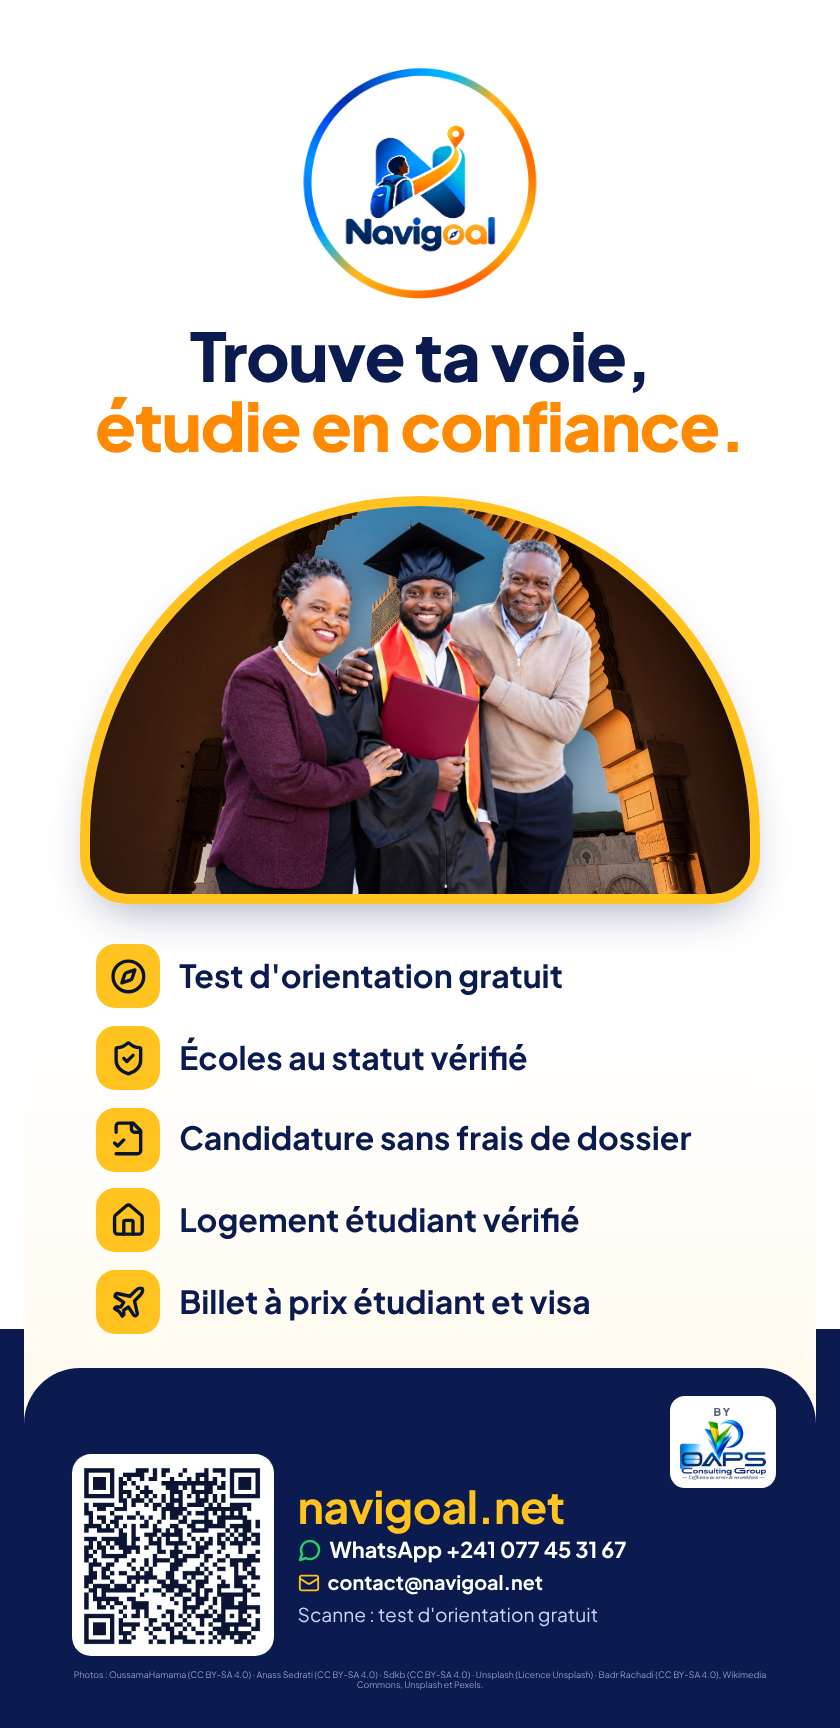 Navigoal
Trouve ta voie,
étudie en confiance.
Test d'orientation gratuit
Écoles au statut vérifié
Candidature sans frais de dossier
Logement étudiant vérifié
Billet à prix étudiant et visa
BY
OAPS
Consulting Group
navigoal.net
WhatsApp +241 077 45 31 67
contact@navigoal.net
Scanne : test d'orientation gratuit
Photos : OussamaHamama (CC BY-SA 4.0) · Anass Sedrati (CC BY-SA 4.0) · Sdkb (CC BY-SA 4.0) · Unsplash (Licence Unsplash) · Badr Rachadi (CC BY-SA 4.0), Wikimedia
Commons, Unsplash et Pexels.